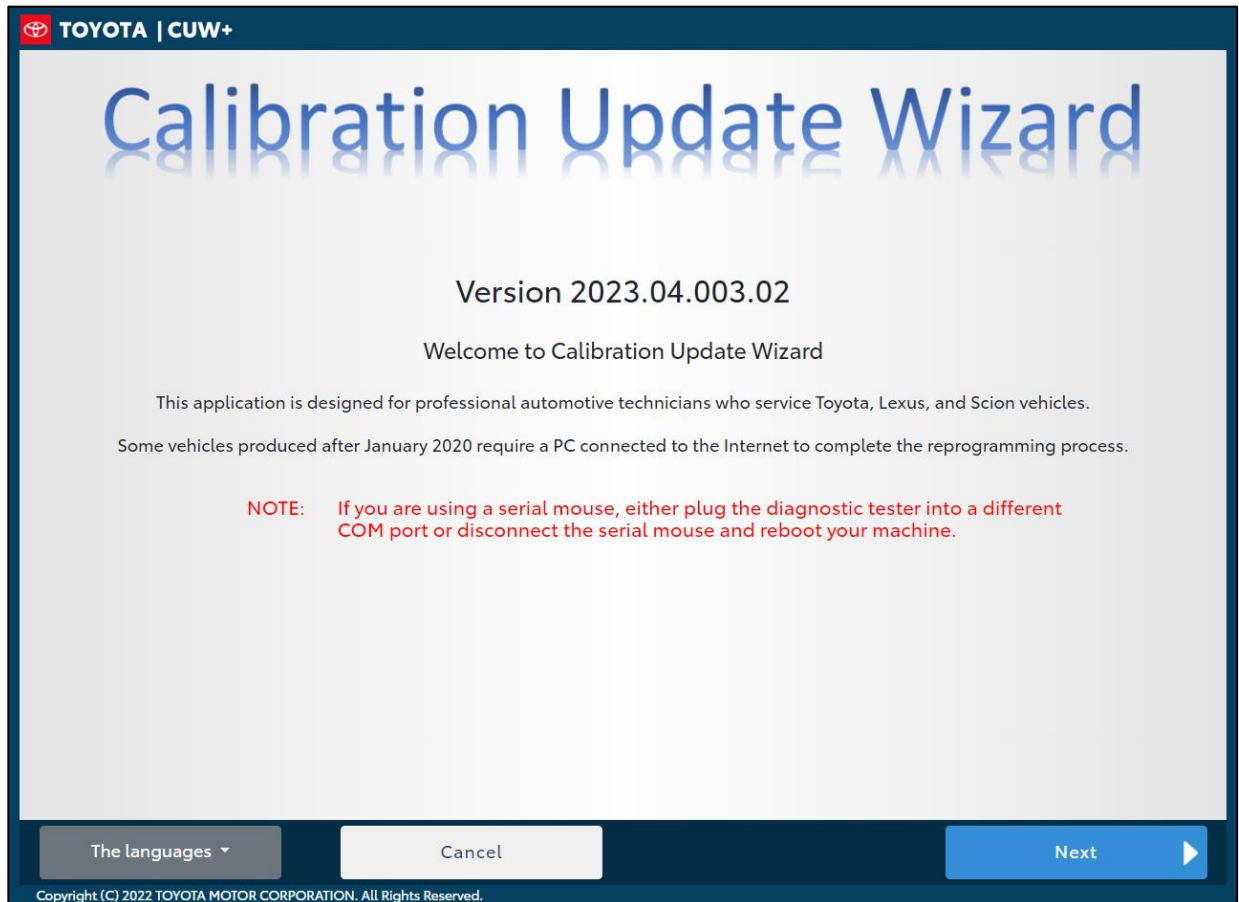 TOYOTA | CUW+
Calibration Update Wizard
Version 2023.04.003.02
Welcome to Calibration Update Wizard
This application is designed for professional automotive technicians who service Toyota, Lexus, and Scion vehicles.
Some vehicles produced after January 2020 require a PC connected to the Internet to complete the reprogramming process.
NOTE: If you are using a serial mouse, either plug the diagnostic tester into a different
COM port or disconnect the serial mouse and reboot your machine.
The languages
Cancel
Next
Copyright (C) 2022 TOYOTA MOTOR CORPORATION. All Rights Reserved.